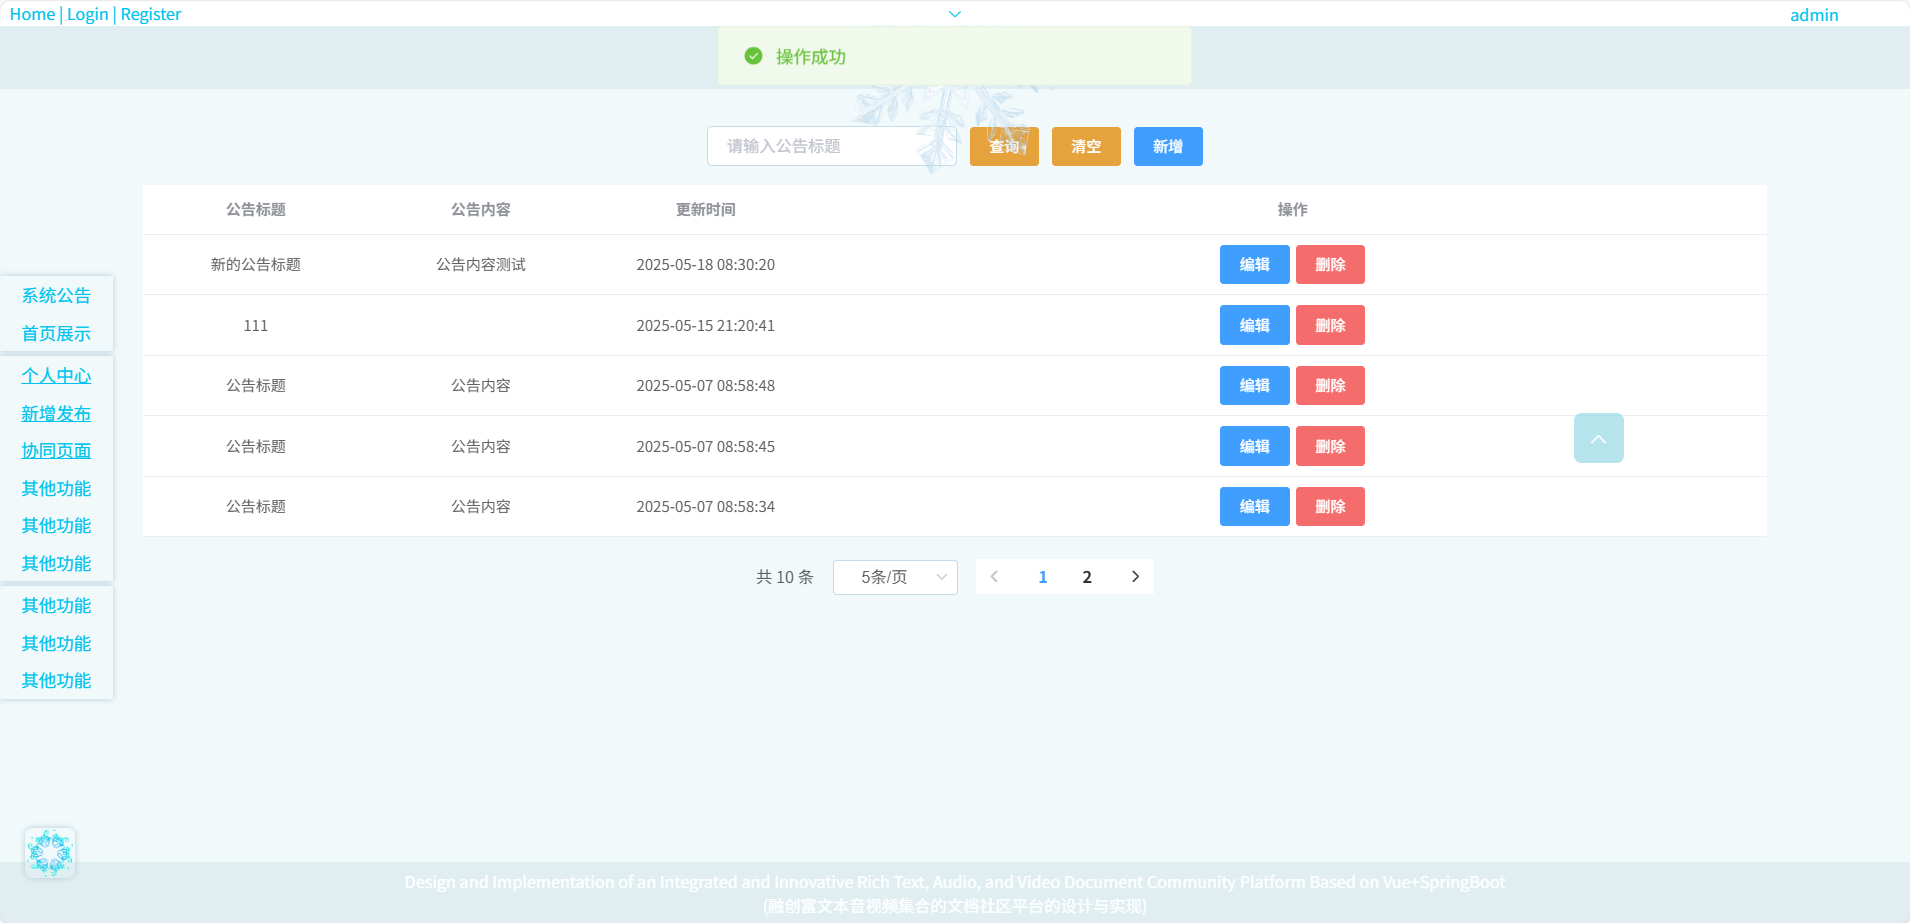 Home | Login | Register
admin
操作成功
请输入公告标题
查询 清空 新增
公告标题 公告内容 更新时间 操作
新的公告标题 公告内容测试 2025-05-18 08:30:20 编辑 删除
111 2025-05-15 21:20:41 编辑 删除
公告标题 公告内容 2025-05-07 08:58:48 编辑 删除
公告标题 公告内容 2025-05-07 08:58:45 编辑 删除
公告标题 公告内容 2025-05-07 08:58:34 编辑 删除
共 10 条 5条/页 1 2
系统公告
首页展示
个人中心
新增发布
协同页面
其他功能
其他功能
其他功能
其他功能
其他功能
其他功能
Design and Implementation of an Integrated and Innovative Rich Text, Audio, and Video Document Community Platform Based on Vue+SpringBoot
(融创富文本音视频集合的文档社区平台的设计与实现)